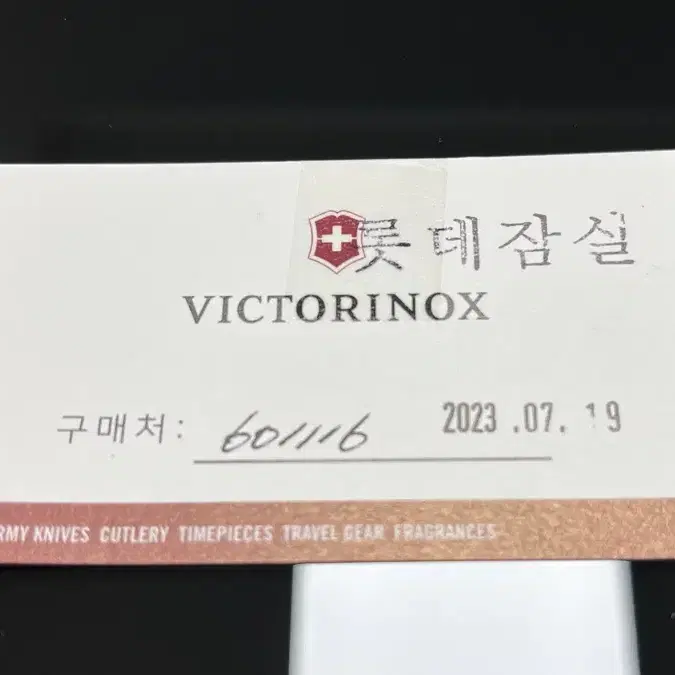 롯데잠실
VICTORINOX
구매처: 601116 2023.07.19
RMY KNIVES CUTLERY TIMEPIECES TRAVEL GEAR FRAGRANCES